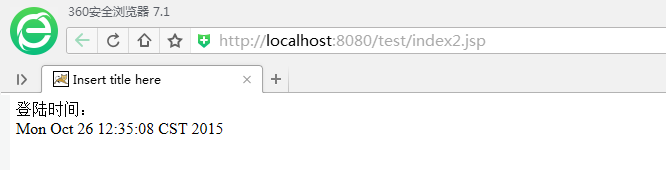 360安全浏览器 7.1
http://localhost:8080/test/index2.jsp
Insert title here
登陆时间：
Mon Oct 26 12:35:08 CST 2015